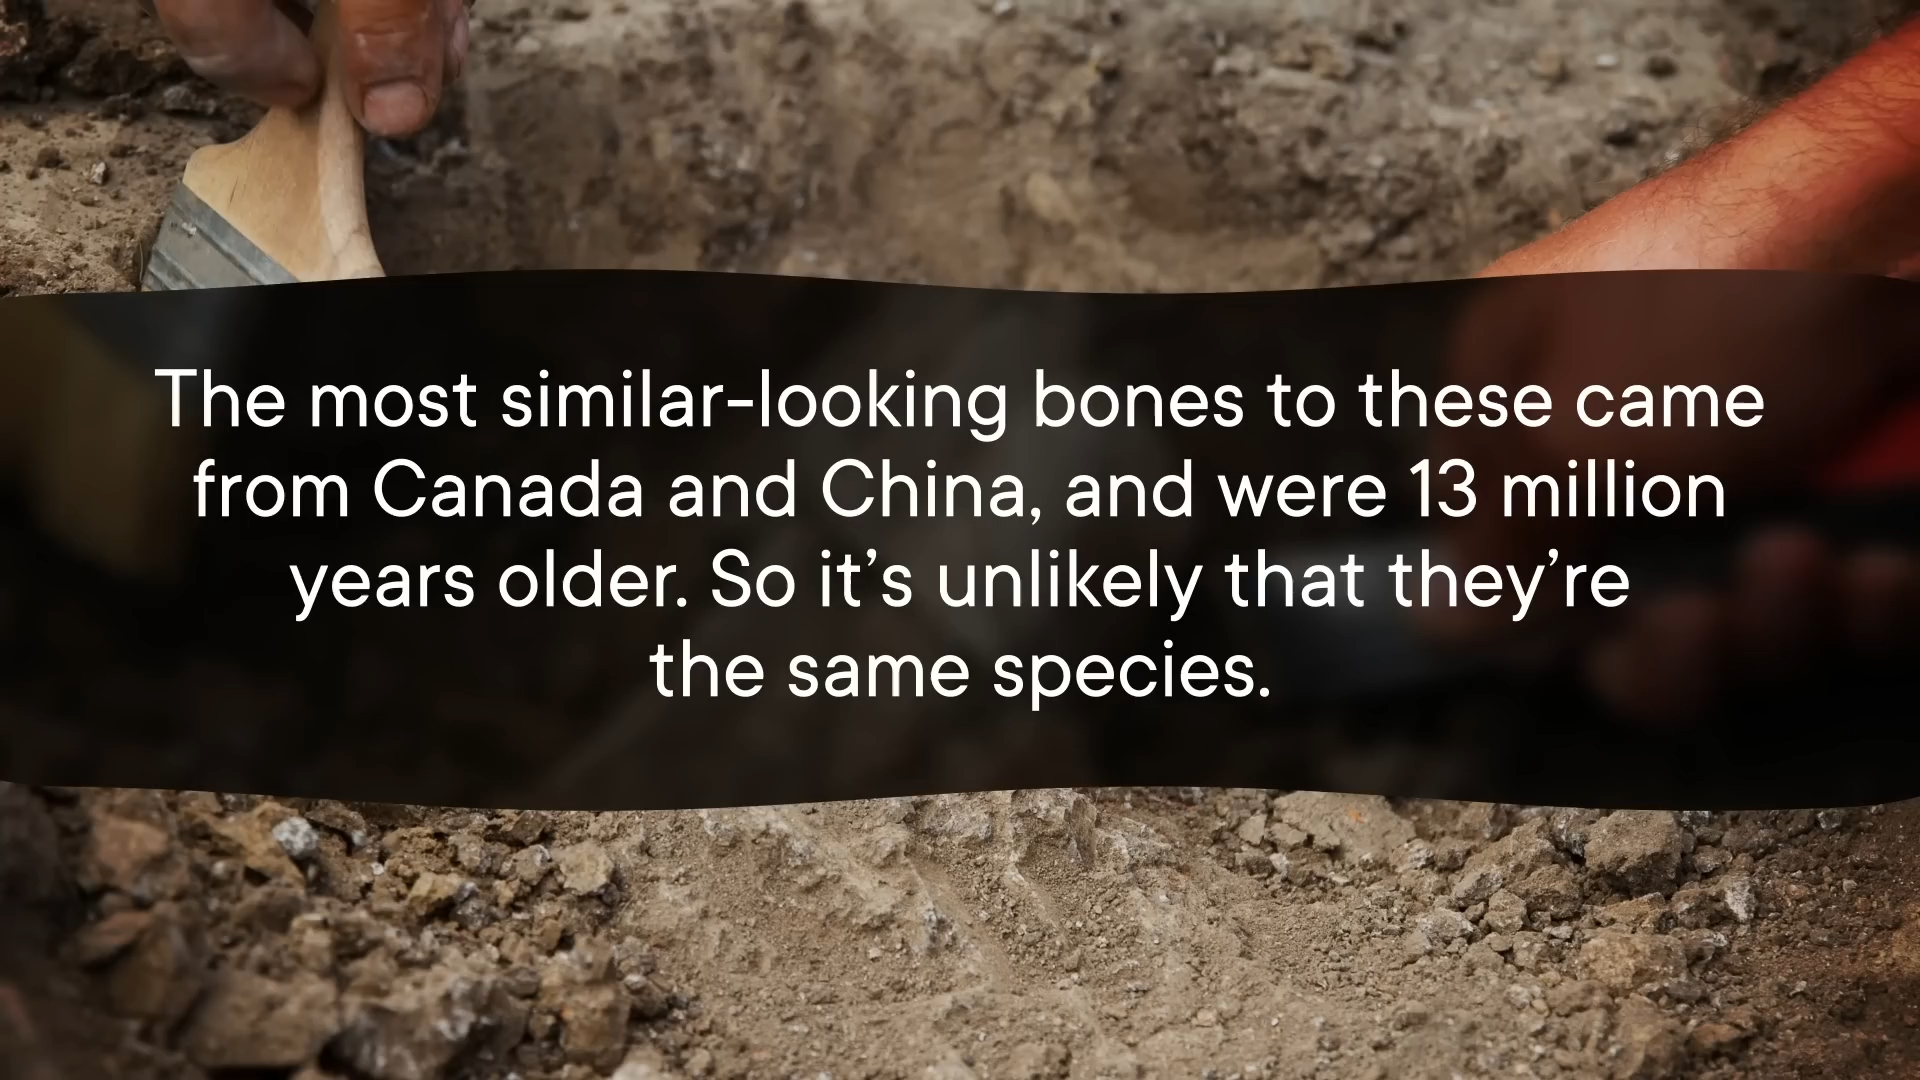 The most similar-looking bones to these came
from Canada and China, and were 13 million
years older. So it’s unlikely that they’re
the same species.